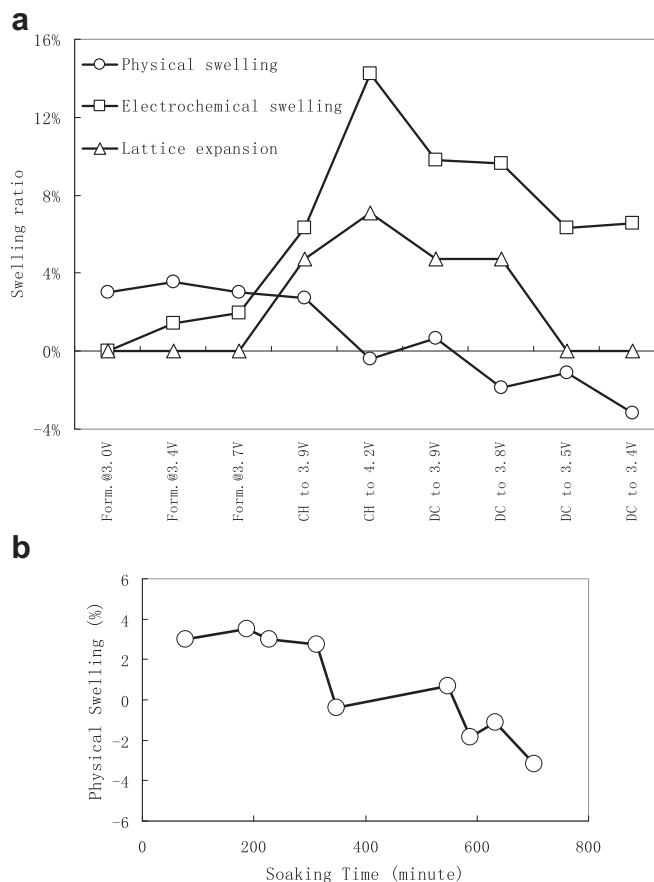 a
16%
12%
8%
4%
0%
-4%
Swelling ratio
Physical swelling
Electrochemical swelling
Lattice expansion
Form.@3.0V
Form.@3.4V
Form.@3.7V
CH to 3.9V
CH to 4.2V
DC to 3.9V
DC to 3.8V
DC to 3.5V
DC to 3.4V
b
6
4
2
0
-2
-4
-6
Physical Swelling (%)
0 200 400 600 800
Soaking Time (minute)